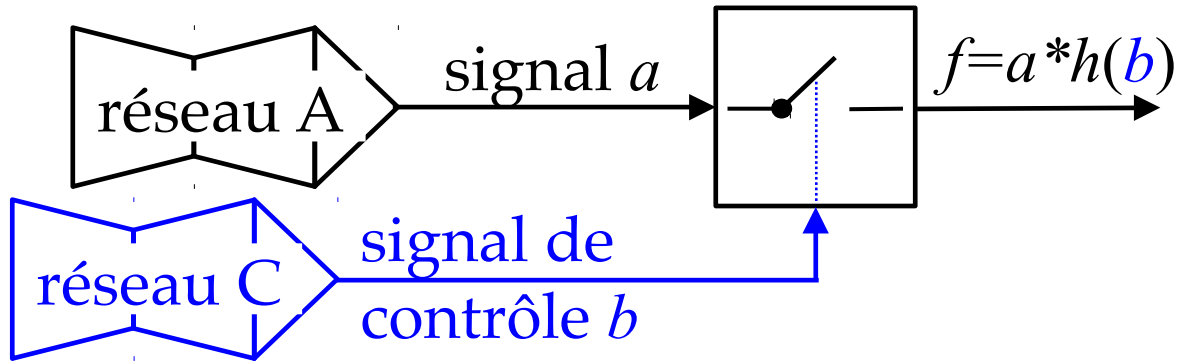 signal a
f=a*h(b)
réseau A
signal de
contrôle b
réseau C